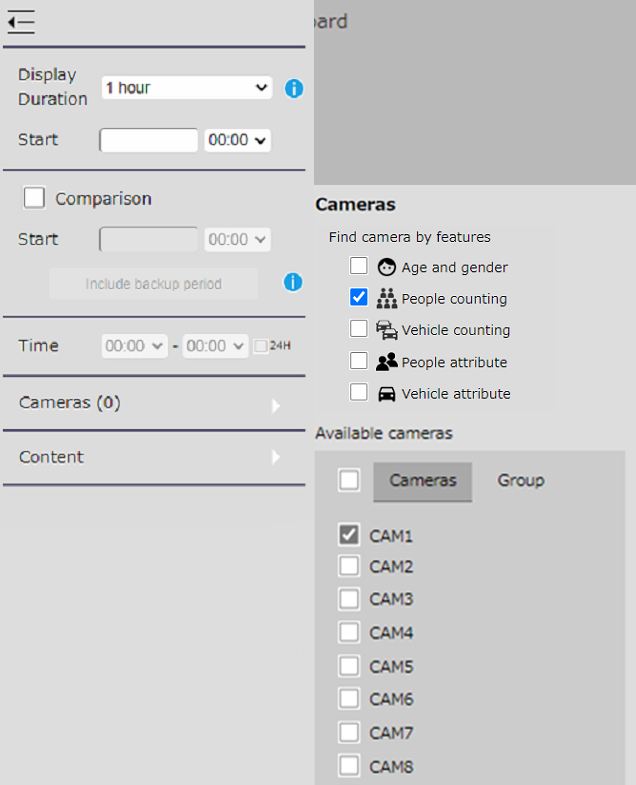 Display
Duration
1 hour
Start
00:00
Comparison
Start
00:00
Include backup period
Time
00:00 - 00:00
24H
Cameras (0)
Content
Cameras
Find camera by features
Age and gender
People counting
Vehicle counting
People attribute
Vehicle attribute
Available cameras
Cameras
Group
CAM1
CAM2
CAM3
CAM4
CAM5
CAM6
CAM7
CAM8